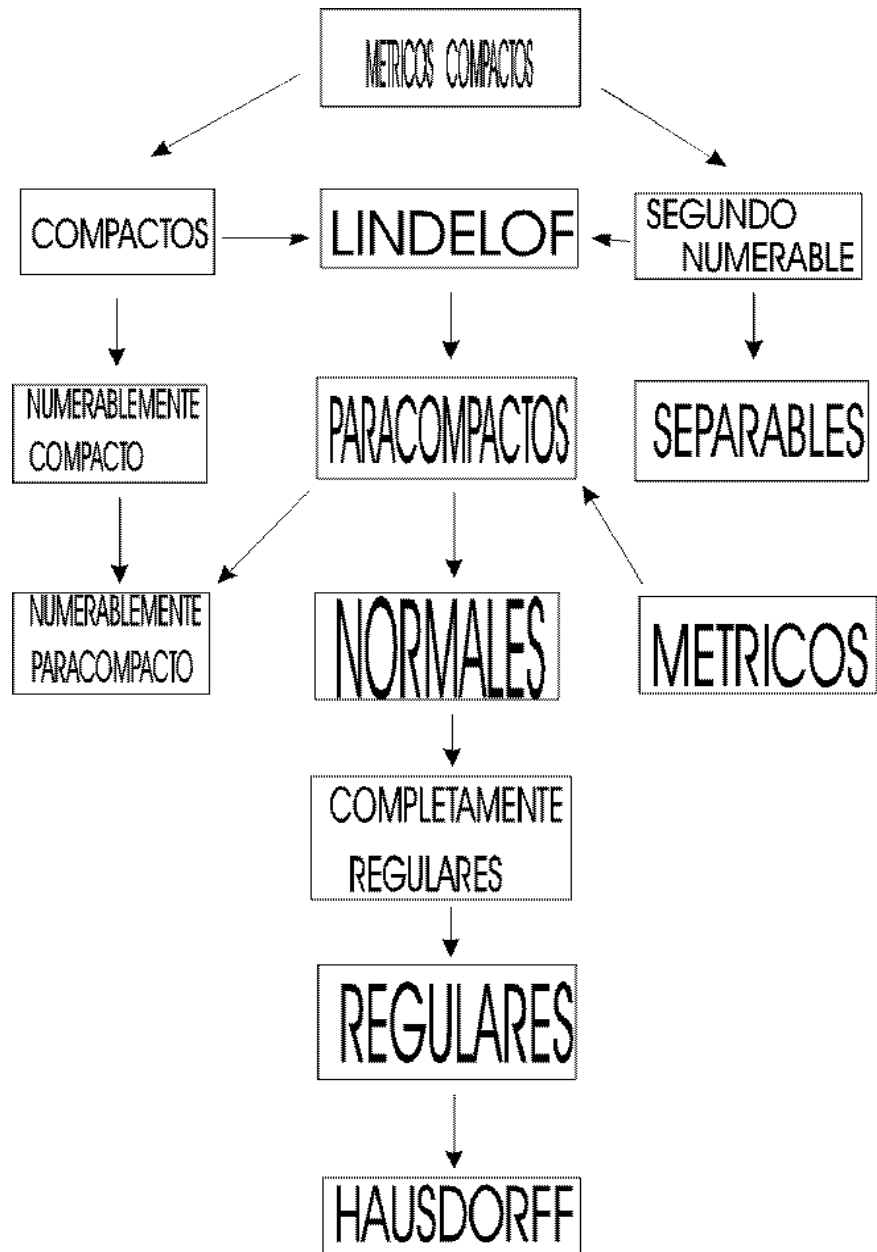 METRICOS COMPACTOS
COMPACTOS
LINDELOF
SEGUNDO
NUMERABLE
NUMERABLEMENTE
COMPACTO
PARACOMPACTOS
SEPARABLES
NUMERABLEMENTE
PARACOMPACTO
NORMALES
METRICOS
COMPLETAMENTE
REGULARES
REGULARES
HAUSDORFF